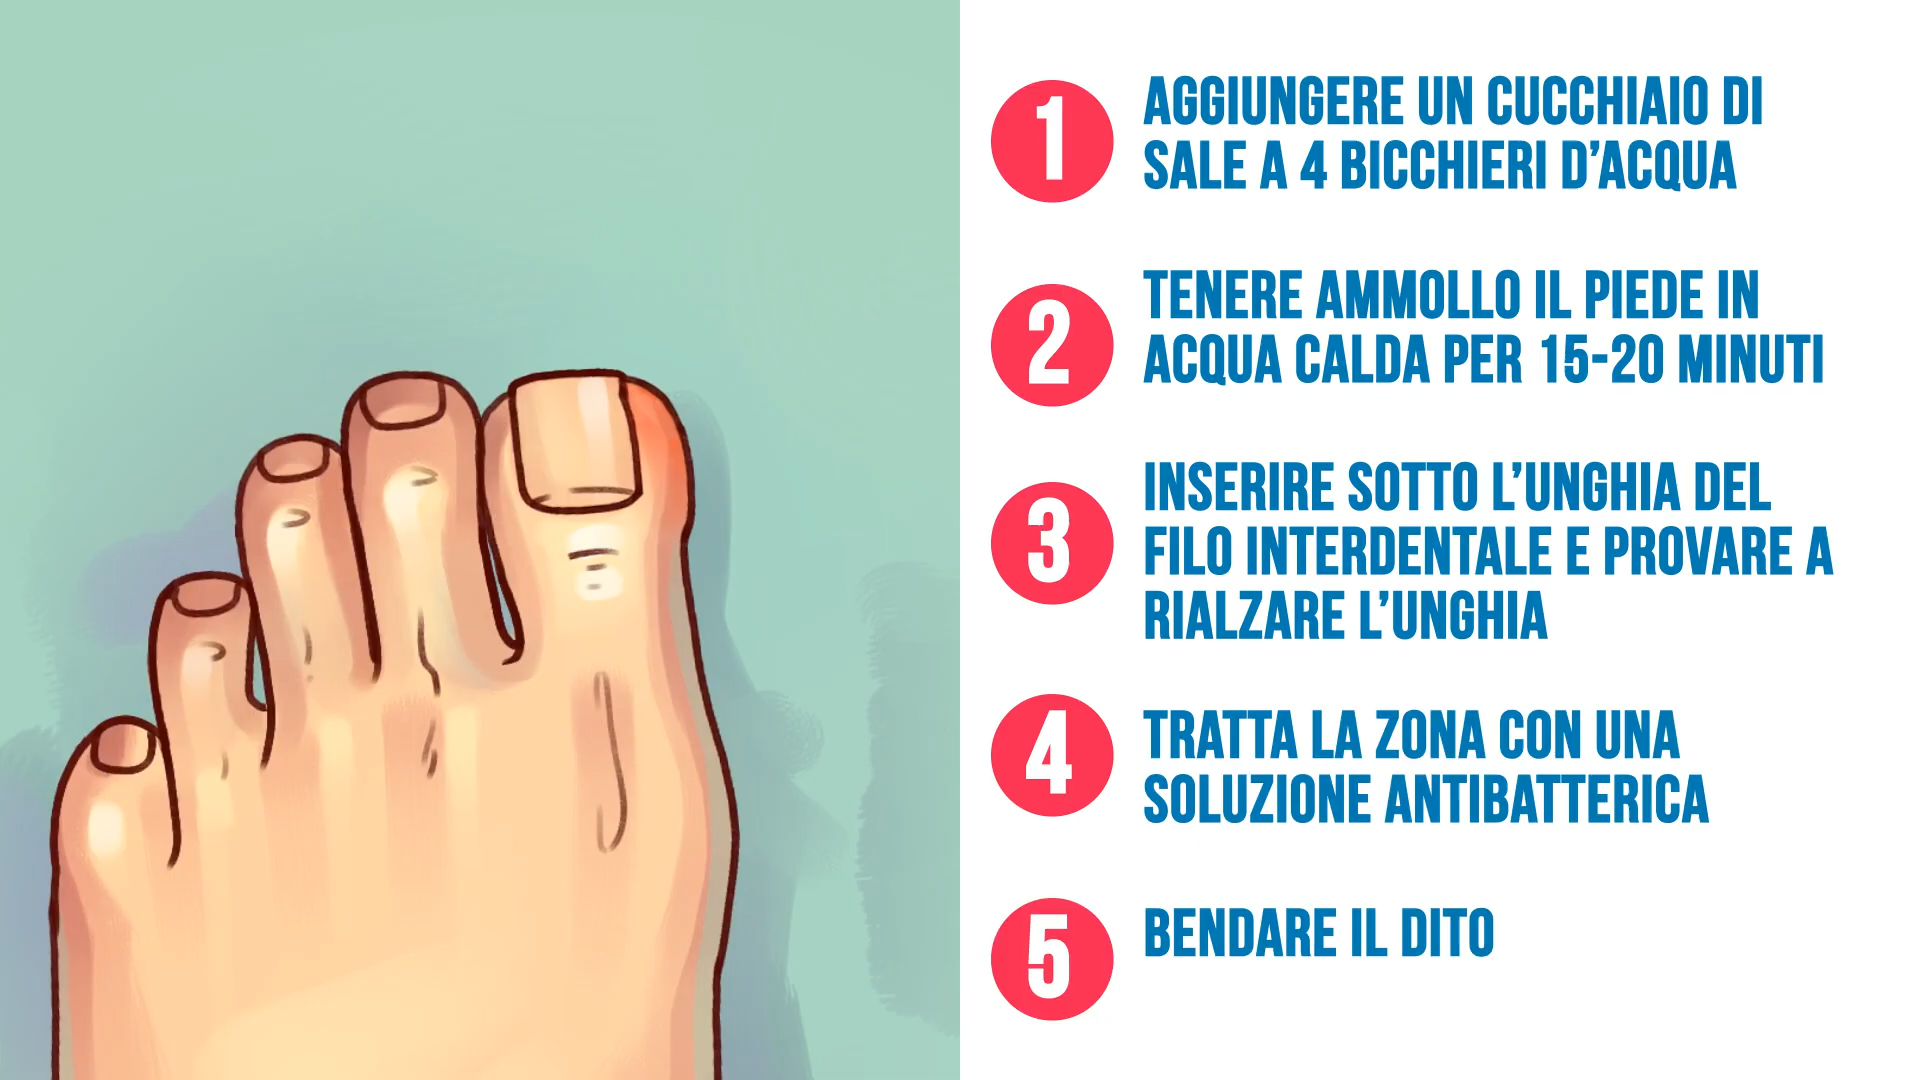 1 AGGIUNGERE UN CUCCHIAIO DI
SALE A 4 BICCHIERI D'ACQUA
2 TENERE AMMOLLO IL PIEDE IN
ACQUA CALDA PER 15-20 MINUTI
3 INSERIRE SOTTO L'UNGHIA DEL
FILO INTERDENTALE E PROVARE A
RIALZARE L'UNGHIA
4 TRATTA LA ZONA CON UNA
SOLUZIONE ANTIBATTERICA
5 BENDARE IL DITO